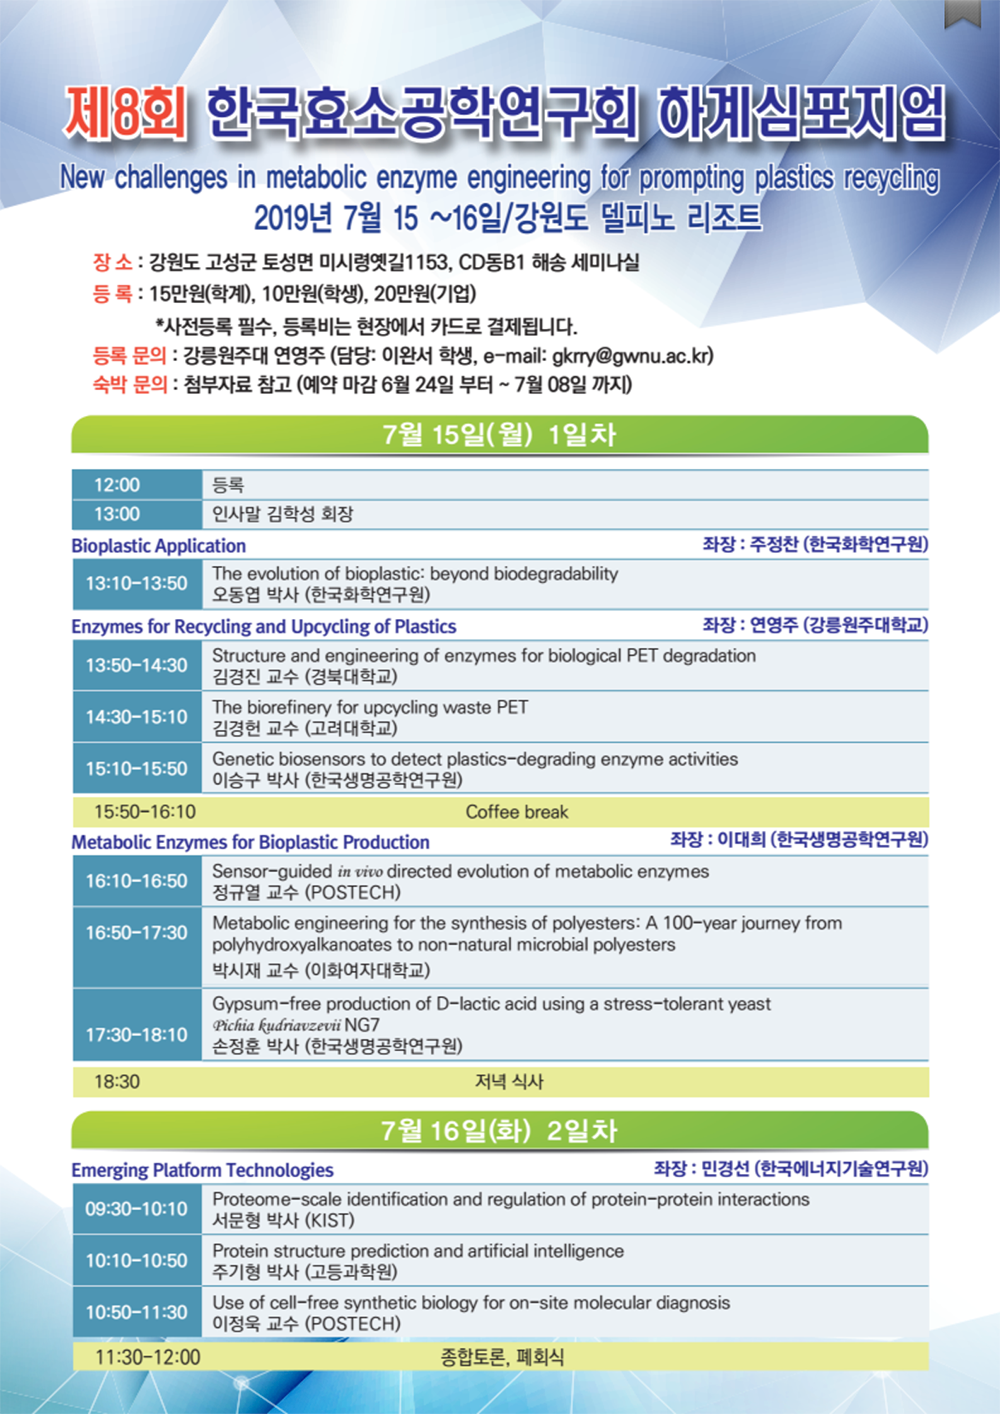 제8회 한국효소공학연구회 하계심포지엄
New challenges in metabolic enzyme engineering for prompting plastics recycling
2019년 7월 15 ~16일/강원도 델피노 리조트
장 소 : 강원도 고성군 토성면 미시령옛길1153, CD동B1 해송 세미나실
등 록 : 15만원(학계), 10만원(학생), 20만원(기업)
*사전등록 필수, 등록비는 현장에서 카드로 결제됩니다.
등록 문의 : 강릉원주대 연영주 (담당: 이완서 학생, e-mail: gkrry@gwnu.ac.kr)
숙박 문의 : 첨부자료 참고 (예약 마감 6월 24일 부터 ~ 7월 08일 까지)
7월 15일(월) 1일차
12:00 등록
13:00 인사말 김학성 회장
Bioplastic Application 좌장 : 주정찬 (한국화학연구원)
13:10-13:50 The evolution of bioplastic: beyond biodegradability
오동엽 박사 (한국화학연구원)
Enzymes for Recycling and Upcycling of Plastics 좌장 : 연영주 (강릉원주대학교)
13:50-14:30 Structure and engineering of enzymes for biological PET degradation
김경진 교수 (경북대학교)
14:30-15:10 The biorefinery for upcycling waste PET
김경헌 교수 (고려대학교)
15:10-15:50 Genetic biosensors to detect plastics-degrading enzyme activities
이승구 박사 (한국생명공학연구원)
15:50-16:10 Coffee break
Metabolic Enzymes for Bioplastic Production 좌장 : 이대희 (한국생명공학연구원)
16:10-16:50 Sensor-guided in vivo directed evolution of metabolic enzymes
정규열 교수 (POSTECH)
16:50-17:30 Metabolic engineering for the synthesis of polyesters: A 100-year journey from
polyhydroxyalkanoates to non-natural microbial polyesters
박시재 교수 (이화여자대학교)
17:30-18:10 Gypsum-free production of D-lactic acid using a stress-tolerant yeast
Pichia kudriavzevii NG7
손정훈 박사 (한국생명공학연구원)
18:30 저녁 식사
7월 16일(화) 2일차
Emerging Platform Technologies 좌장 : 민경선 (한국에너지기술연구원)
09:30-10:10 Proteome-scale identification and regulation of protein-protein interactions
서문형 박사 (KIST)
10:10-10:50 Protein structure prediction and artificial intelligence
주기형 박사 (고등과학원)
10:50-11:30 Use of cell-free synthetic biology for on-site molecular diagnosis
이정욱 교수 (POSTECH)
11:30-12:00 종합토론, 폐회식